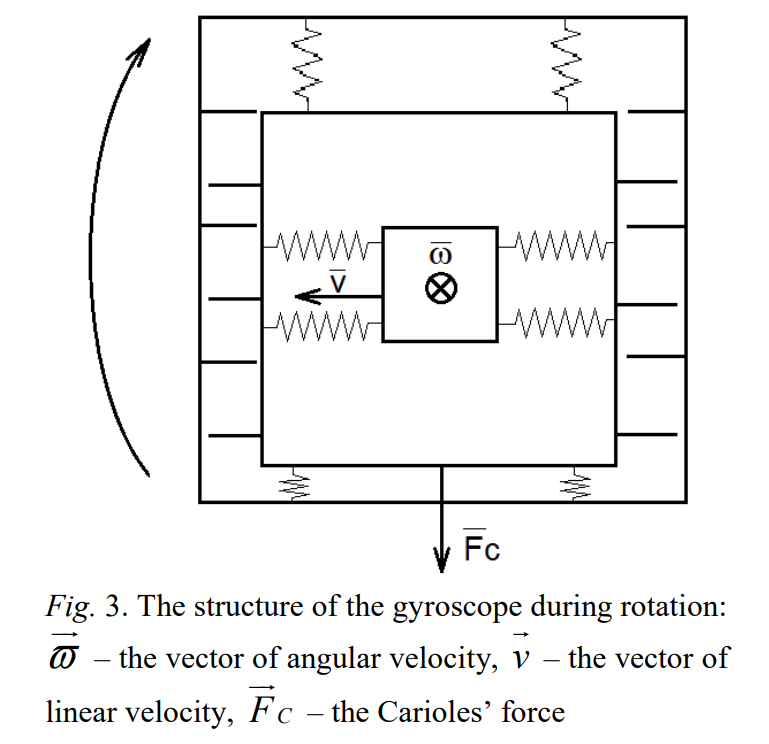 ω
v
Fc
Fig. 3. The structure of the gyroscope during rotation:
ϖ – the vector of angular velocity, v – the vector of
linear velocity, F C – the Carioles’ force